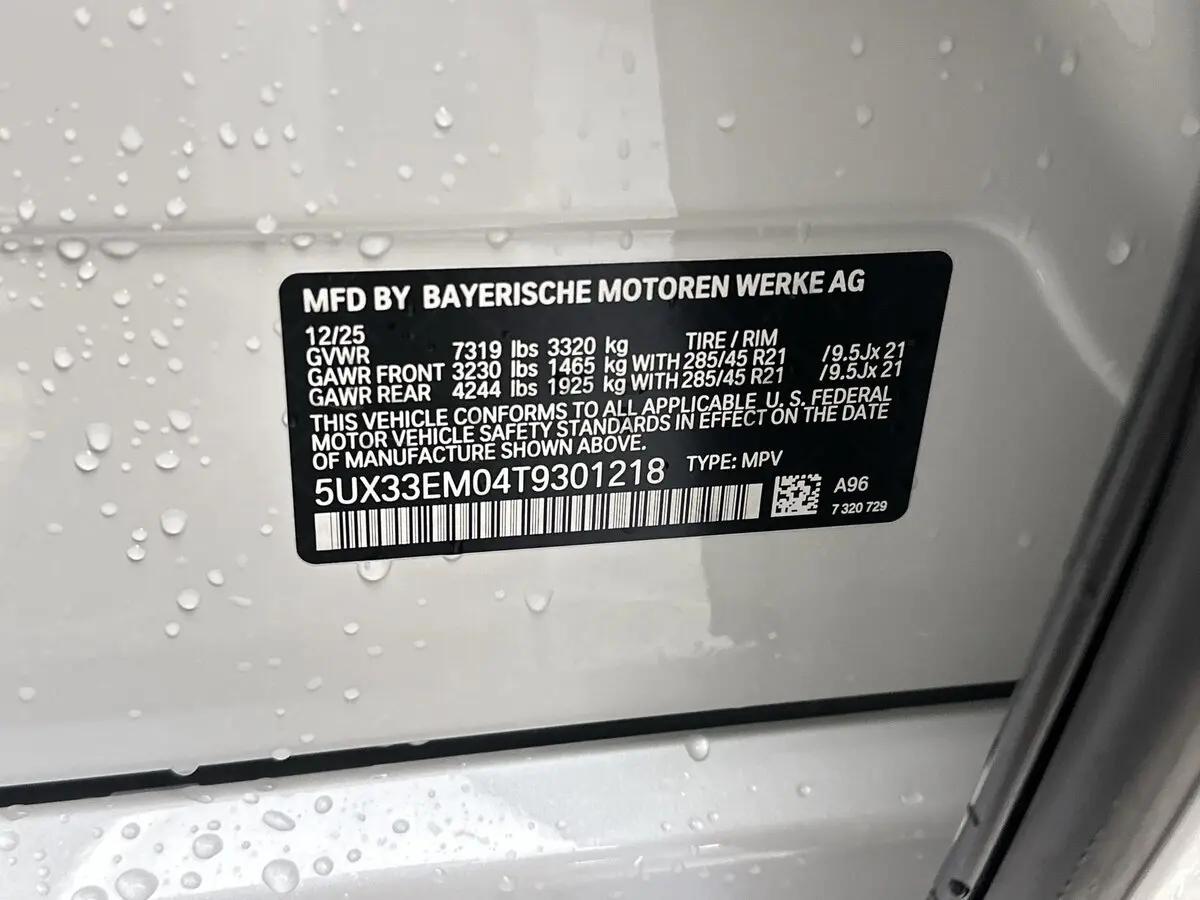 MFD BY BAYERISCHE MOTOREN WERKE AG
12/25
TIRE / RIM
GVWR 7319 lbs 3320 kg
GAWR FRONT 3230 lbs 1465 kg WITH 285/45 R21 /9.5Jx 21
GAWR REAR 4244 lbs 1925 kg WITH 285/45 R21 /9.5Jx 21
THIS VEHICLE CONFORMS TO ALL APPLICABLE U. S. FEDERAL
MOTOR VEHICLE SAFETY STANDARDS IN EFFECT ON THE DATE
OF MANUFACTURE SHOWN ABOVE.
5UX33EM04T9301218 TYPE: MPV
A96
7 320 729